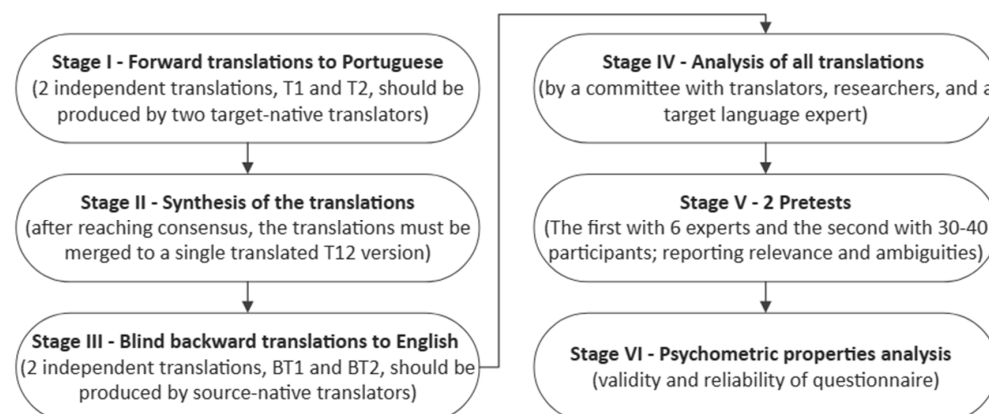 Stage I - Forward translations to Portuguese
(2 independent translations, T1 and T2, should be
produced by two target-native translators)
Stage II - Synthesis of the translations
(after reaching consensus, the translations must be
merged to a single translated T12 version)
Stage III - Blind backward translations to English
(2 independent translations, BT1 and BT2, should be
produced by source-native translators)
Stage IV - Analysis of all translations
(by a committee with translators, researchers, and a
target language expert)
Stage V - 2 Pretests
(The first with 6 experts and the second with 30-40
participants; reporting relevance and ambiguities)
Stage VI - Psychometric properties analysis
(validity and reliability of questionnaire)